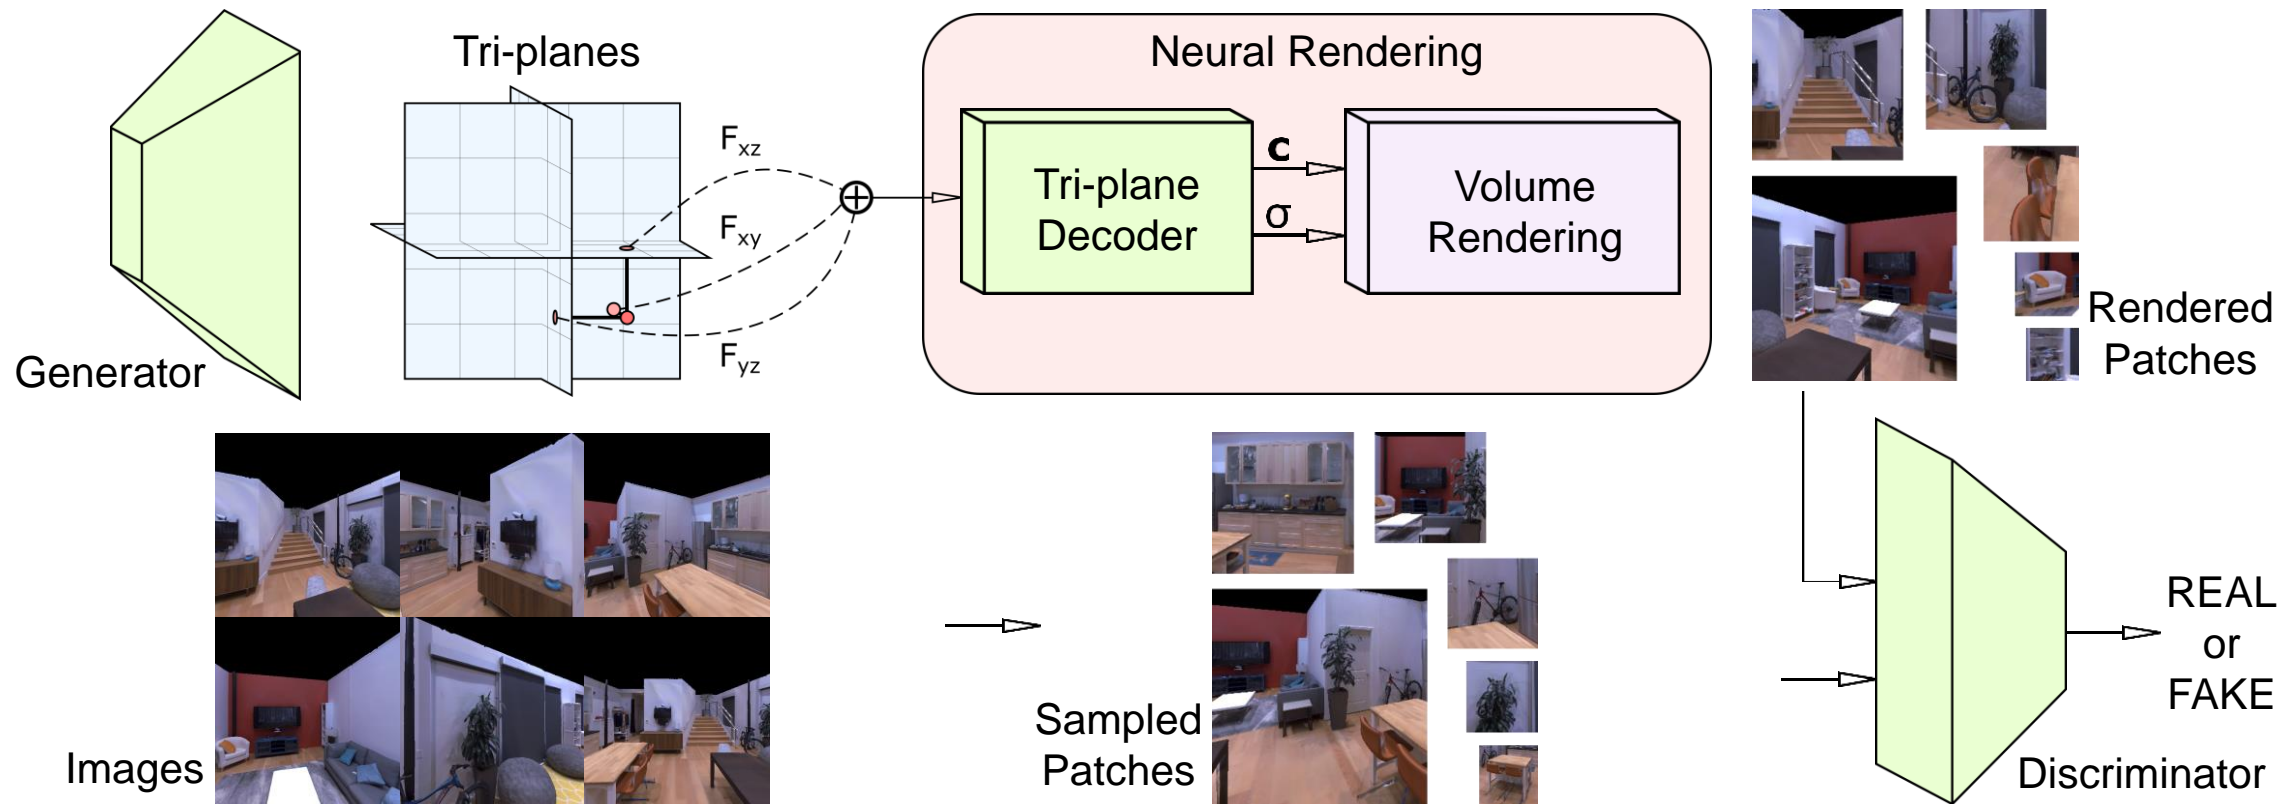 Tri-planes
Neural Rendering
F_xz
F_xy
F_yz
c
σ
Tri-plane
Decoder
Volume
Rendering
Generator
Rendered
Patches
Images
Sampled
Patches
REAL
or
FAKE
Discriminator